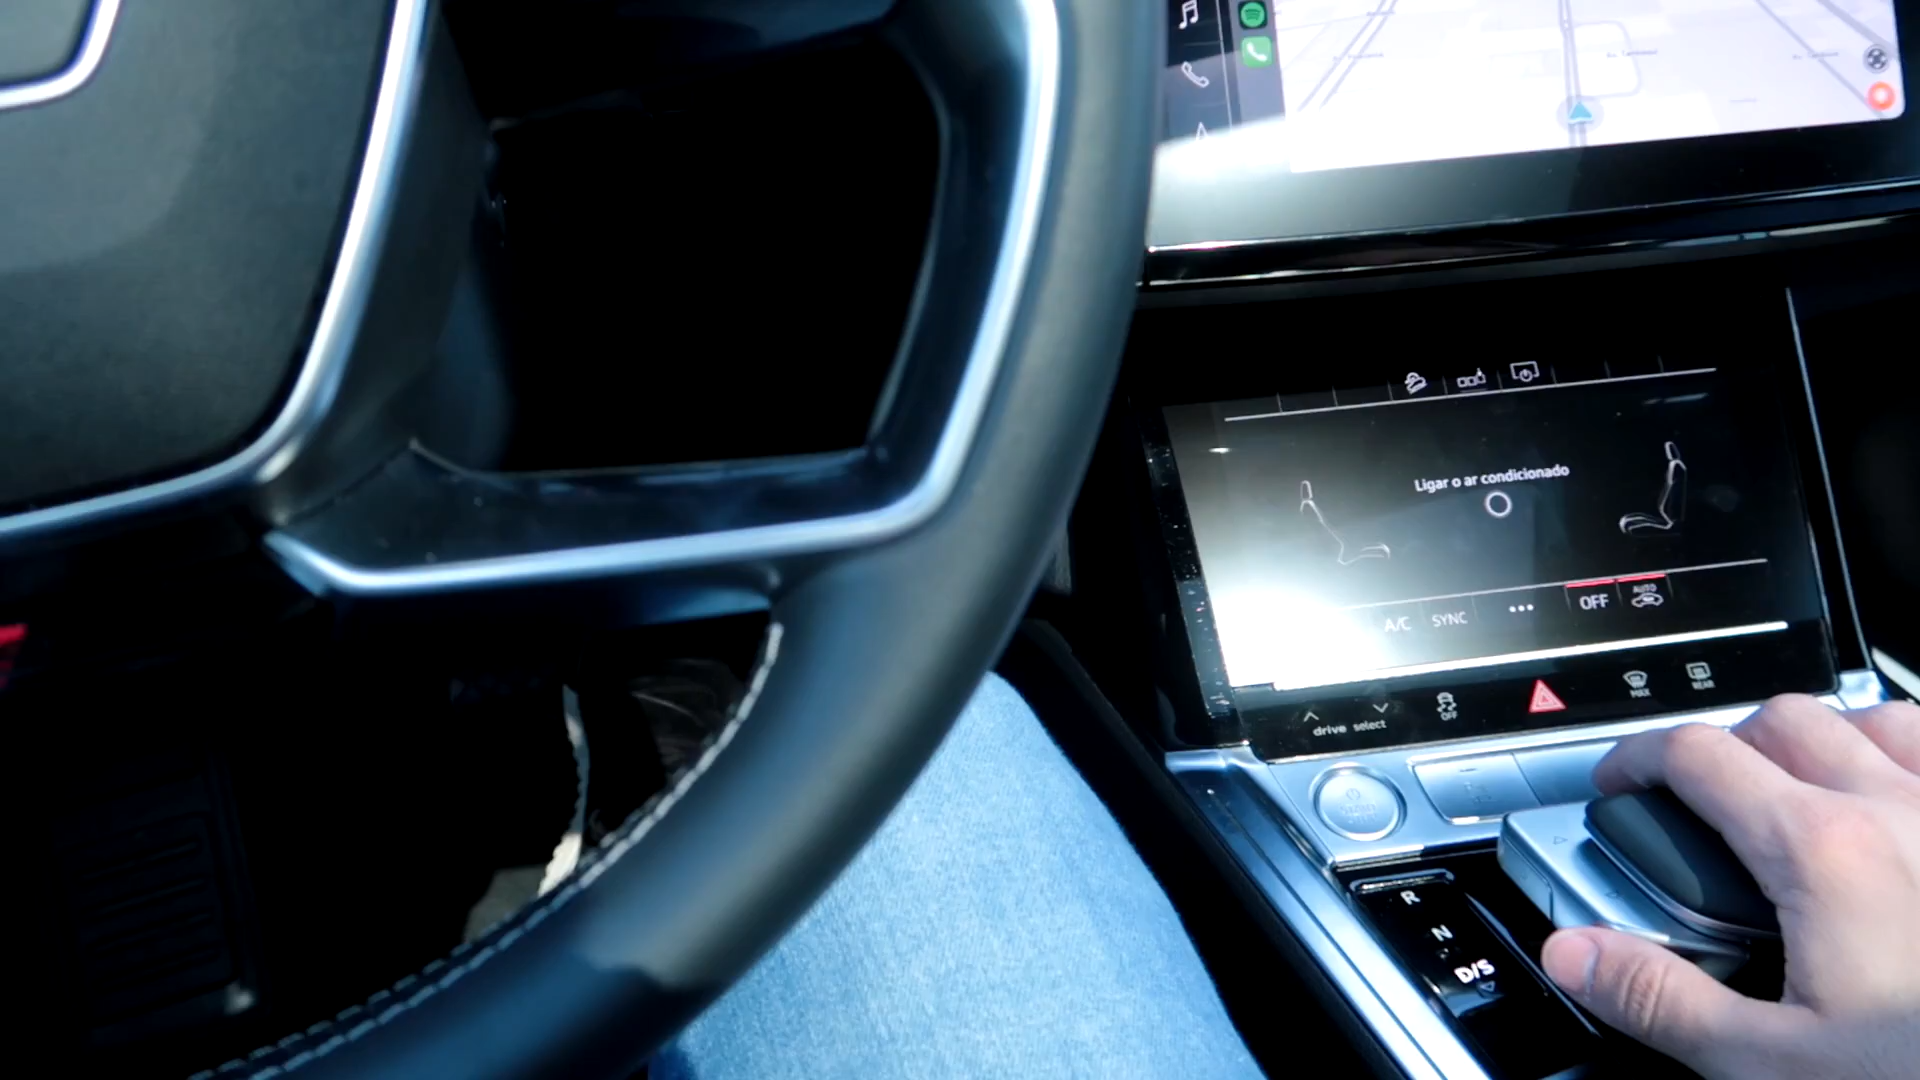 Ligar o ar condicionado
A/C SYNC ••• OFF AUTO
drive select OFF MAX REAR
R
N
D/S